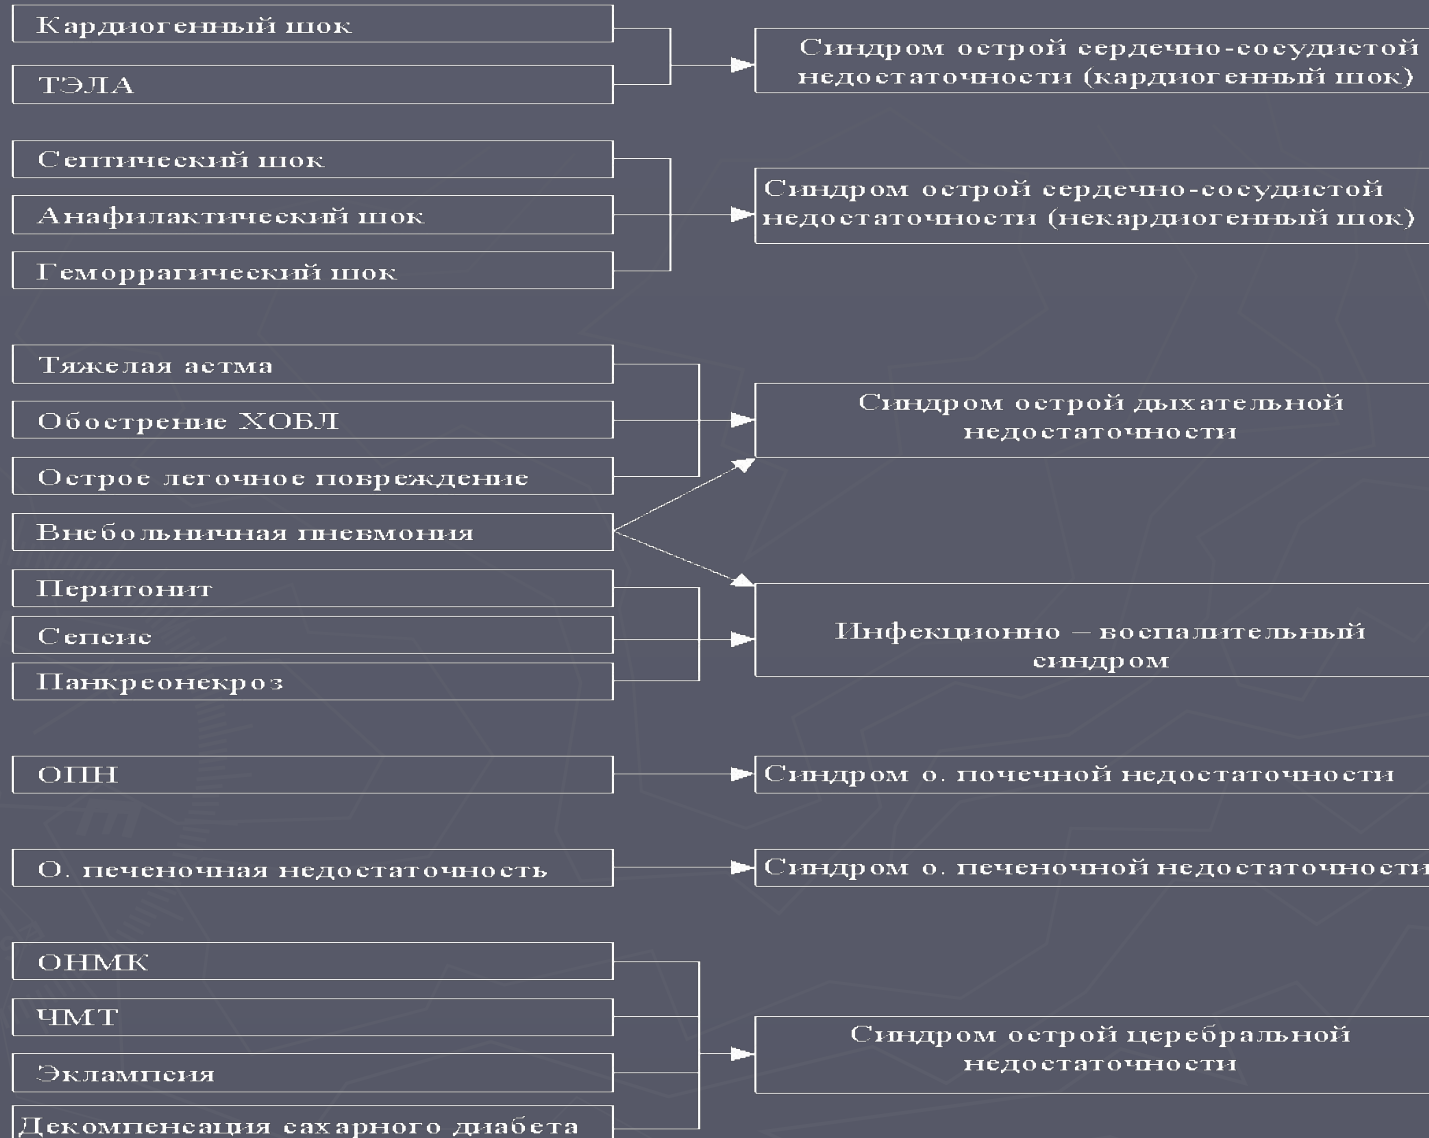 Кардиогенный шок
ТЭЛА
Синдром острой сердечно-сосудистой
недостаточности (кардиогенный шок)
Септический шок
Анафилактический шок
Геморрагический шок
Синдром острой сердечно-сосудистой
недостаточности (некардиогенный шок)
Тяжелая астма
Обострение ХОБЛ
Острое легочное повреждение
Внебольничная пневмония
Синдром острой дыхательной
недостаточности
Перитонит
Сепсис
Панкреонекроз
Инфекционно – воспалительный
синдром
ОПН
Синдром о. почечной недостаточности
О. печеночная недостаточность
Синдром о. печеночной недостаточности
ОНМК
ЧМТ
Эклампсия
Декомпенсация сахарного диабета
Синдром острой церебральной
недостаточности